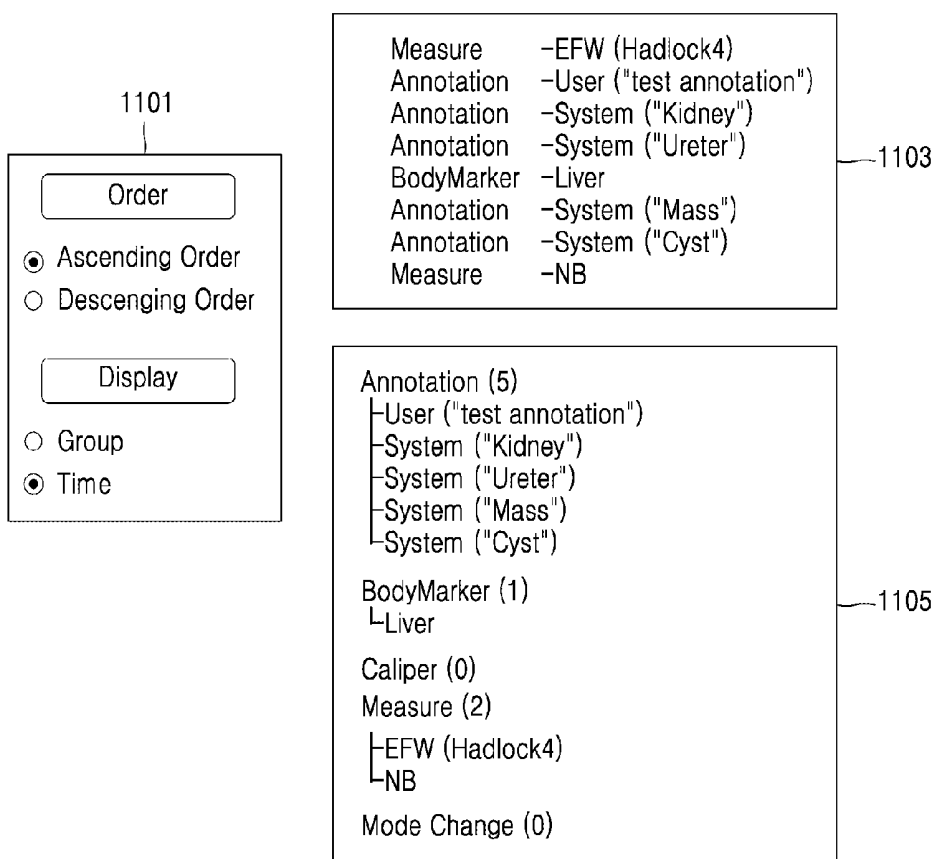 1101
Order
Ascending Order
Descenging Order
Display
Group
Time
Measure -EFW (Hadlock4)
Annotation -User ("test annotation")
Annotation -System ("Kidney")
Annotation -System ("Ureter")
BodyMarker -Liver
Annotation -System ("Mass")
Annotation -System ("Cyst")
Measure -NB
1103
Annotation (5)
User ("test annotation")
System ("Kidney")
System ("Ureter")
System ("Mass")
System ("Cyst")
BodyMarker (1)
Liver
Caliper (0)
Measure (2)
EFW (Hadlock4)
NB
Mode Change (0)
1105